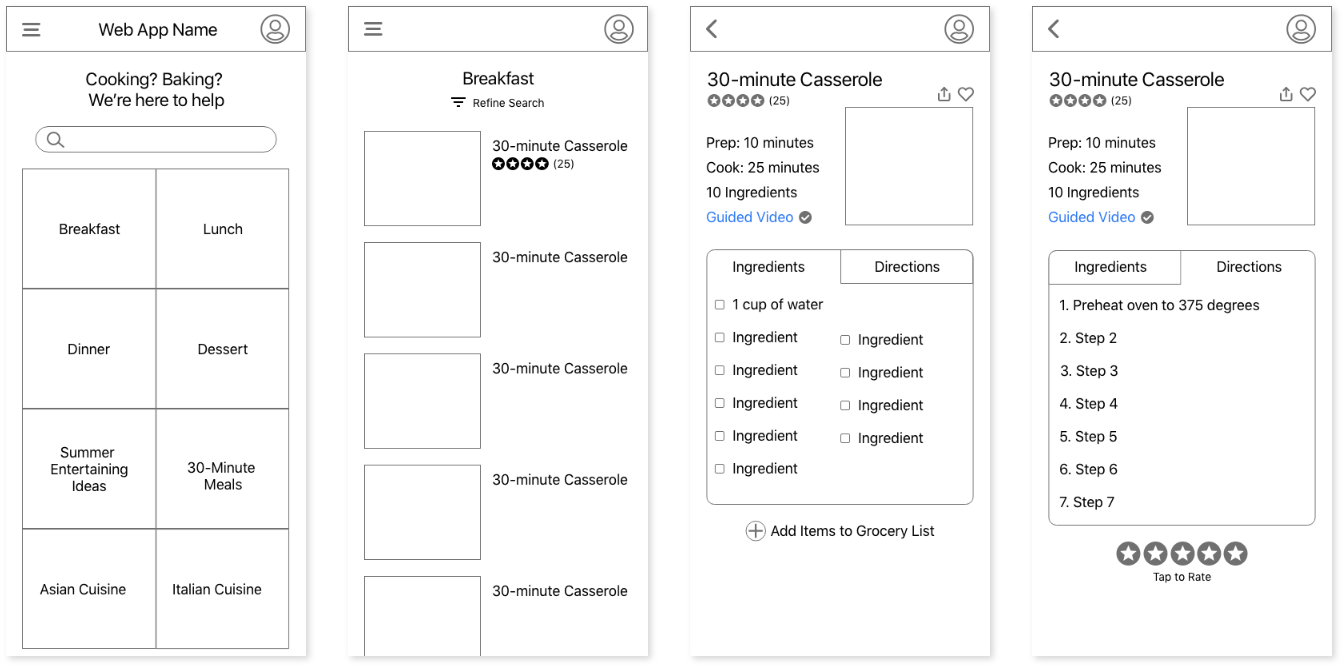 Web App Name
Cooking? Baking?
We're here to help
Breakfast
Lunch
Dinner
Dessert
Summer
Entertaining
Ideas
30-Minute
Meals
Asian Cuisine
Italian Cuisine
Breakfast
Refine Search
30-minute Casserole
(25)
30-minute Casserole
30-minute Casserole
30-minute Casserole
30-minute Casserole
30-minute Casserole
(25)
Prep: 10 minutes
Cook: 25 minutes
10 Ingredients
Guided Video
Ingredients
Directions
1 cup of water
Ingredient
Ingredient
Ingredient
Ingredient
Ingredient
Ingredient
Ingredient
Ingredient
Ingredient
Add Items to Grocery List
30-minute Casserole
(25)
Prep: 10 minutes
Cook: 25 minutes
10 Ingredients
Guided Video
Ingredients
Directions
1. Preheat oven to 375 degrees
2. Step 2
3. Step 3
4. Step 4
5. Step 5
6. Step 6
7. Step 7
Tap to Rate